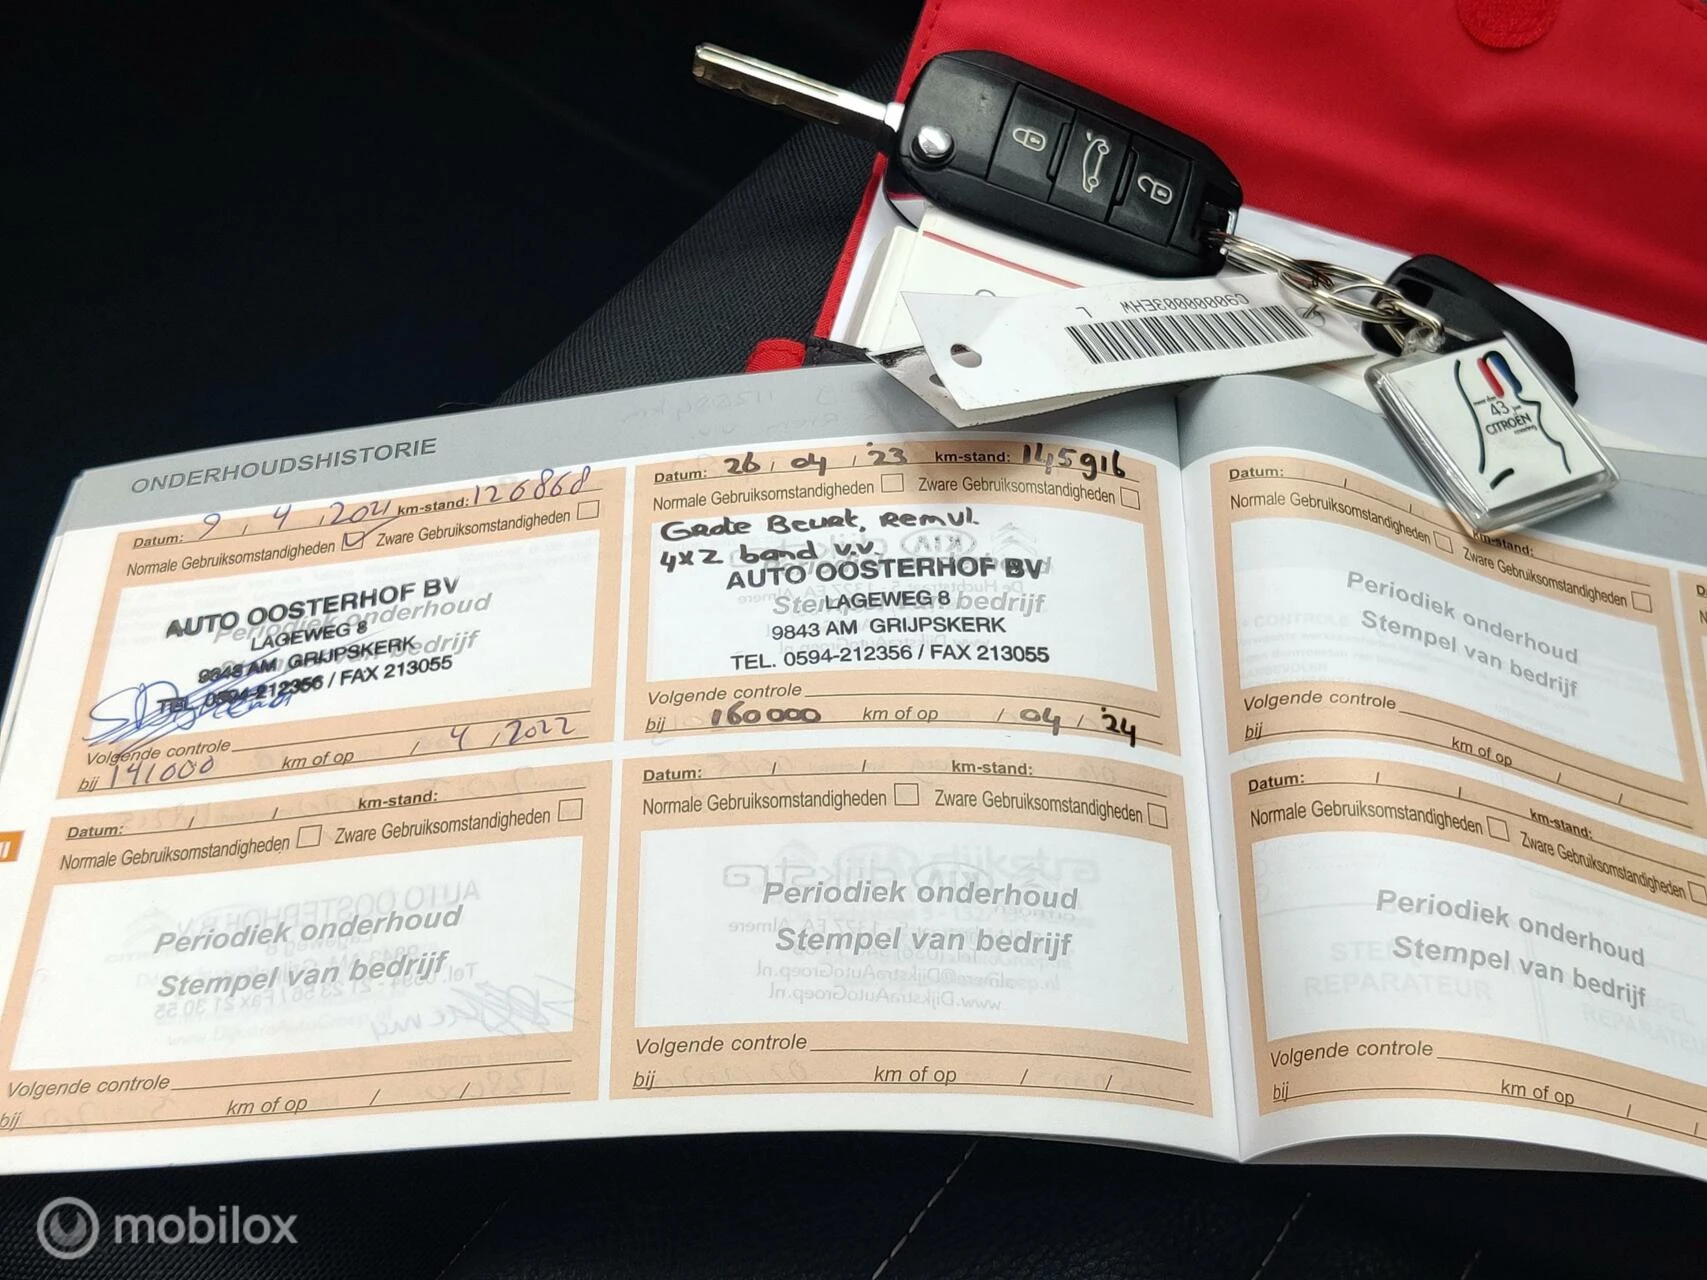 C9000000003EHW L
43
CITROËN
ONDERHOUDSHISTORIE
Datum: 9 / 4 / 2021 km-stand: 126868
Normale Gebruiksomstandigheden Zware Gebruiksomstandigheden
AUTO OOSTERHOF BV
Periodiek onderhoud
LAGEWEG 8
Stempel van bedrijf
9843 AM GRIJPSKERK
TEL. 0594-212356 / FAX 213055
Volgende controle
bij 141000 km of op / 4 / 2022
Datum: 26 / 04 / '23 km-stand: 145916
Normale Gebruiksomstandigheden Zware Gebruiksomstandigheden
Grote Beurt, Remvl.
4x2 band v.v.
AUTO OOSTERHOF BV
Stempel van bedrijf
LAGEWEG 8
9843 AM GRIJPSKERK
TEL. 0594-212356 / FAX 213055
Volgende controle
bij 160000 km of op / 04 / '24
Datum: / / km-stand:
Normale Gebruiksomstandigheden Zware Gebruiksomstandigheden
Periodiek onderhoud
Stempel van bedrijf
Volgende controle
bij km of op / /
Datum: / / km-stand:
Normale Gebruiksomstandigheden Zware Gebruiksomstandigheden
Periodiek onderhoud
Stempel van bedrijf
Volgende controle
bij km of op / /
Datum: / / km-stand:
Normale Gebruiksomstandigheden Zware Gebruiksomstandigheden
Periodiek onderhoud
Stempel van bedrijf
Volgende controle
bij km of op / /
Datum: / / km-stand:
Normale Gebruiksomstandigheden Zware Gebruiksomstandigheden
Periodiek onderhoud
Stempel van bedrijf
Volgende controle
bij km of op / /
mobilox